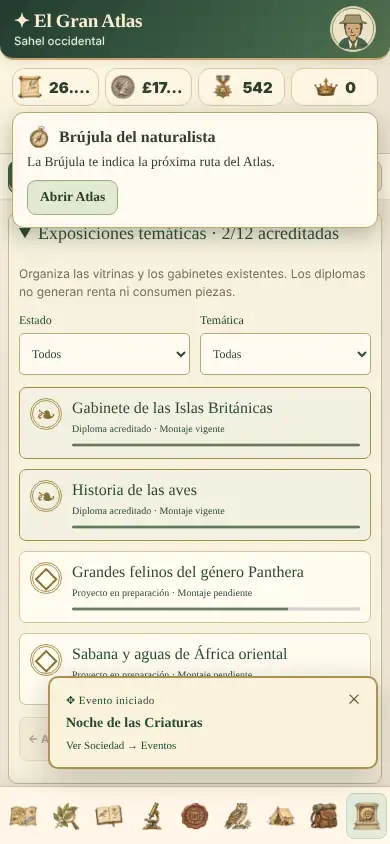 ✦ El Gran Atlas
Sahel occidental
26....
£17...
542
0
Brújula del naturalista
La Brújula te indica la próxima ruta del Atlas.
Abrir Atlas
▼ Exposiciones temáticas · 2/12 acreditadas
Organiza las vitrinas y los gabinetes existentes. Los diplomas
no generan renta ni consumen piezas.
Estado
Temática
Todos
Todas
Gabinete de las Islas Británicas
Diploma acreditado · Montaje vigente
Historia de las aves
Diploma acreditado · Montaje vigente
Grandes felinos del género Panthera
Proyecto en preparación · Montaje pendiente
Sabana y aguas de África oriental
Proyecto en preparación · Montaje pendiente
✥ Evento iniciado
Noche de las Criaturas
Ver Sociedad → Eventos